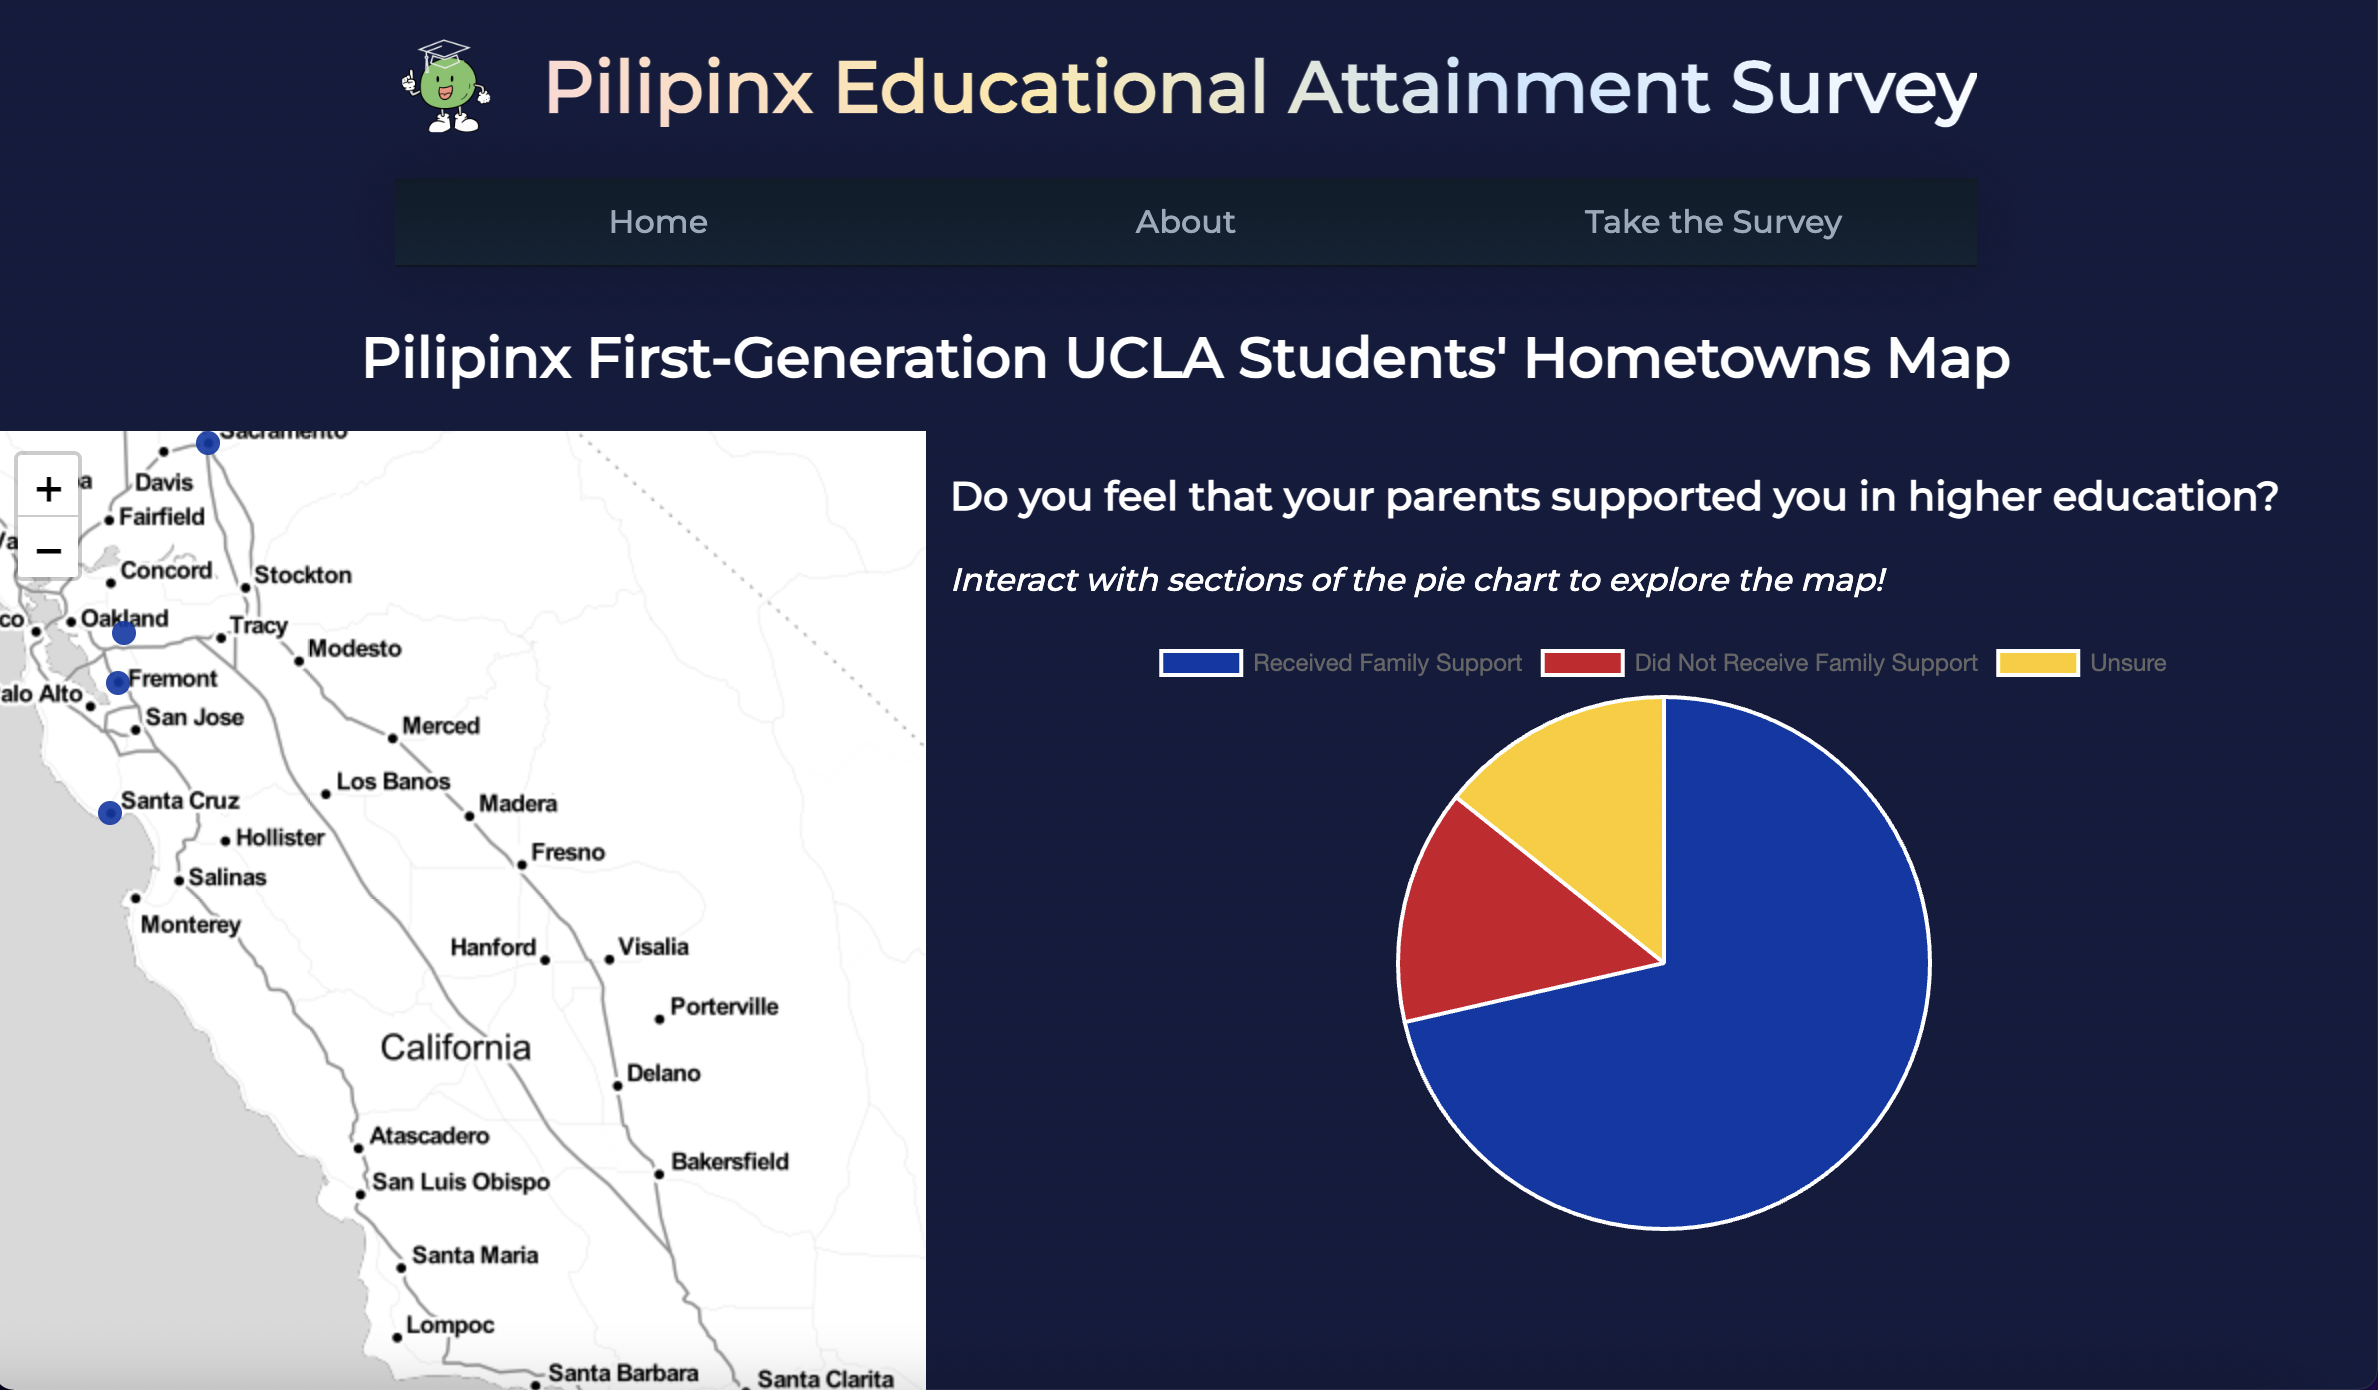 Pilipinx Educational Attainment Survey
Home About Take the Survey
Pilipinx First-Generation UCLA Students' Hometowns Map
Sacramento
+
Davis
Fairfield
−
Concord
Stockton
Oakland
Tracy
Modesto
Fremont
alo Alto
San Jose
Merced
Los Banos
Santa Cruz
Madera
Hollister
Fresno
Salinas
Monterey
Hanford
Visalia
Porterville
California
Delano
Atascadero
Bakersfield
San Luis Obispo
Santa Maria
Lompoc
Santa Barbara
Santa Clarita
Do you feel that your parents supported you in higher education?
Interact with sections of the pie chart to explore the map!
Received Family Support Did Not Receive Family Support Unsure